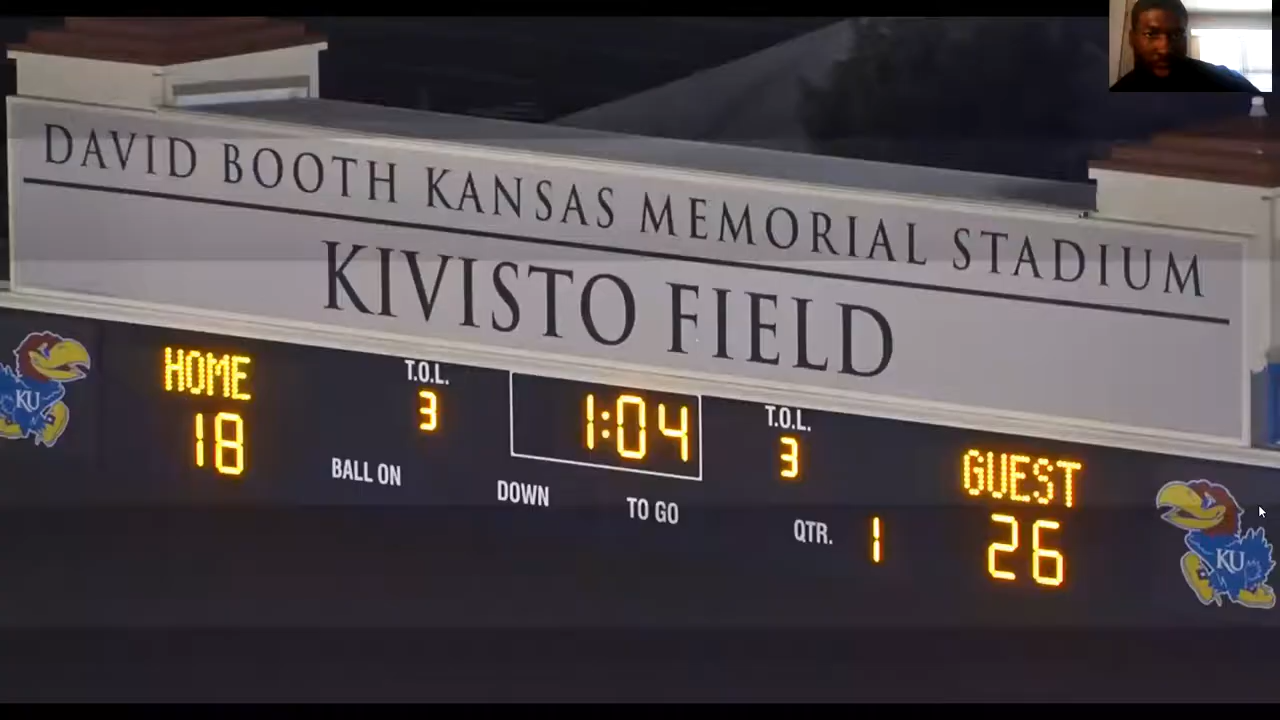 DAVID BOOTH KANSAS MEMORIAL STADIUM
KIVISTO FIELD
HOME
18
T.O.L.
3
1:04
T.O.L.
3
GUEST
26
BALL ON
DOWN
TO GO
QTR. 1
KU
KU